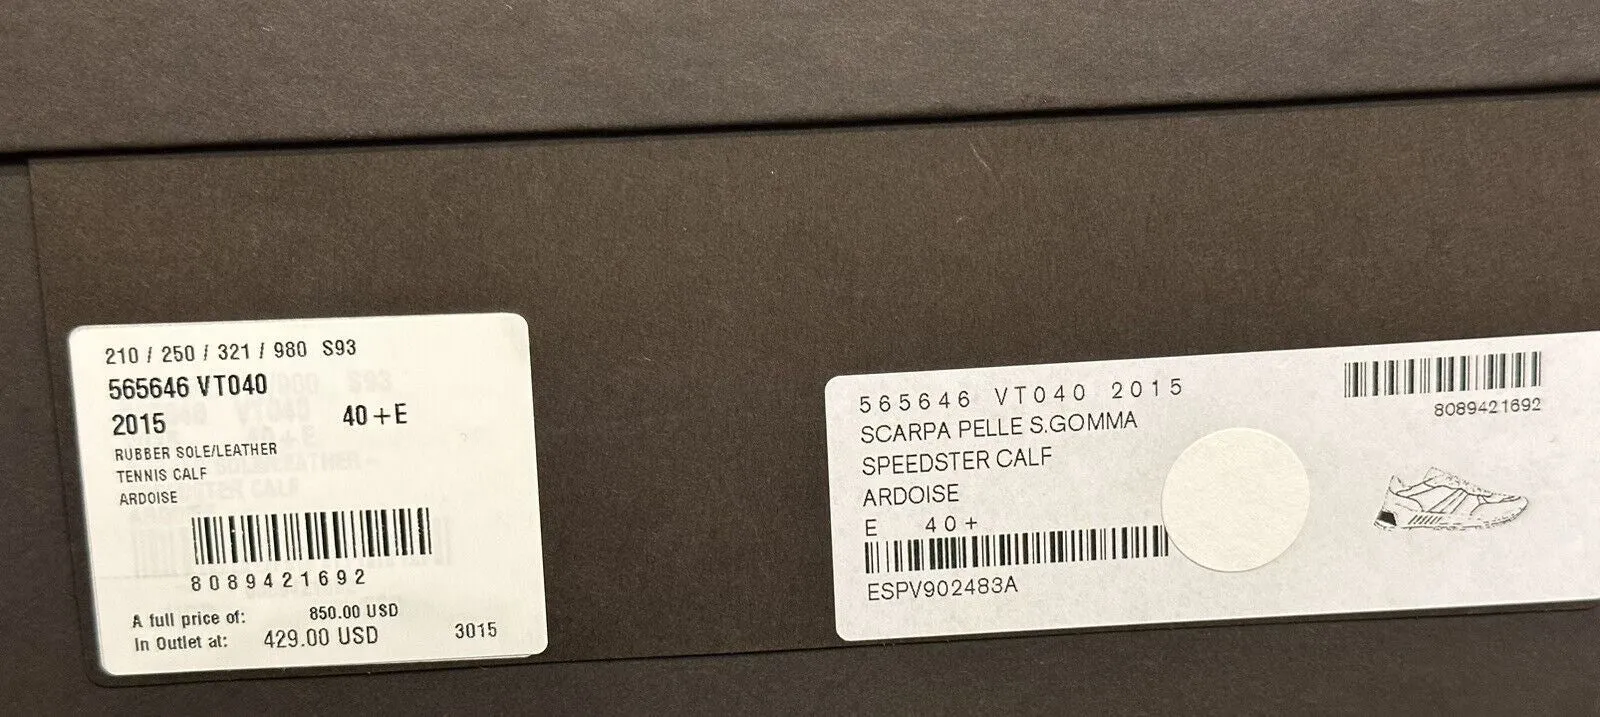 210 / 250 / 321 / 980 S93
565646 VT040
2015 40+E
RUBBER SOLE/LEATHER
TENNIS CALF
ARDOISE
8089421692
A full price of: 850.00 USD
In Outlet at: 429.00 USD 3015
565646 VT040 2015
SCARPA PELLE S.GOMMA
SPEEDSTER CALF
ARDOISE
E 40+
ESPV902483A
8089421692